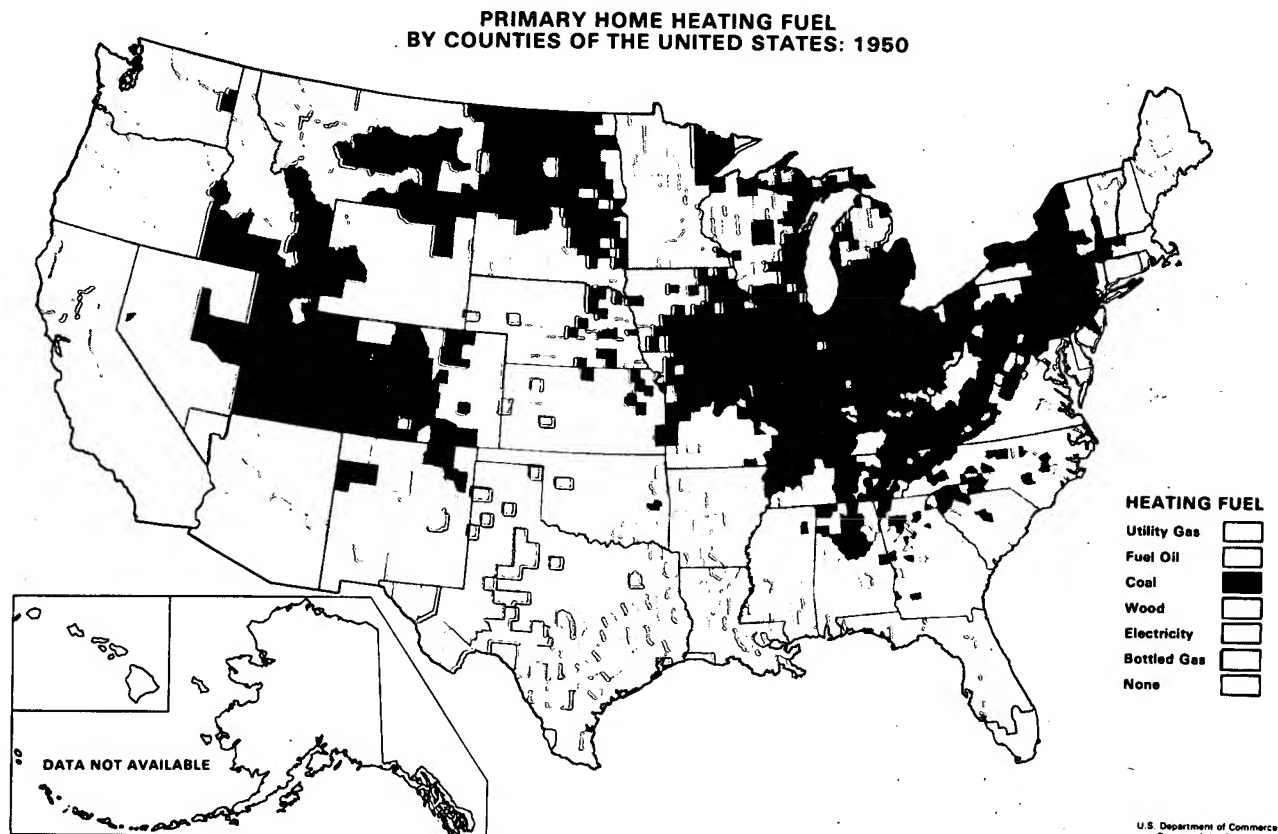 PRIMARY HOME HEATING FUEL
BY COUNTIES OF THE UNITED STATES: 1950
HEATING FUEL
Utility Gas
Fuel Oil
Coal
Wood
Electricity
Bottled Gas
None
DATA NOT AVAILABLE
U.S. Department of Commerce